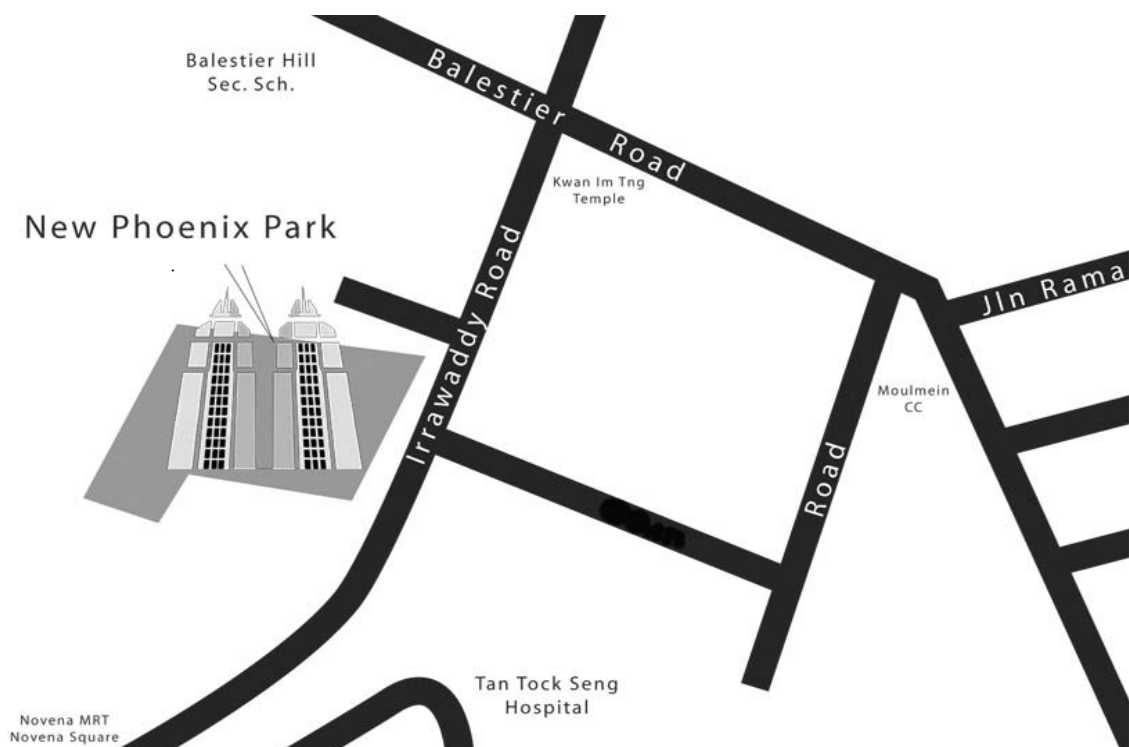 Balestier Hill
Sec. Sch.
Balestier Road
Kwan Im Tng
Temple
New Phoenix Park
Irrawaddy Road
Jln Rama
Moulmein
CC
Road
Tan Tock Seng
Hospital
Novena MRT
Novena Square